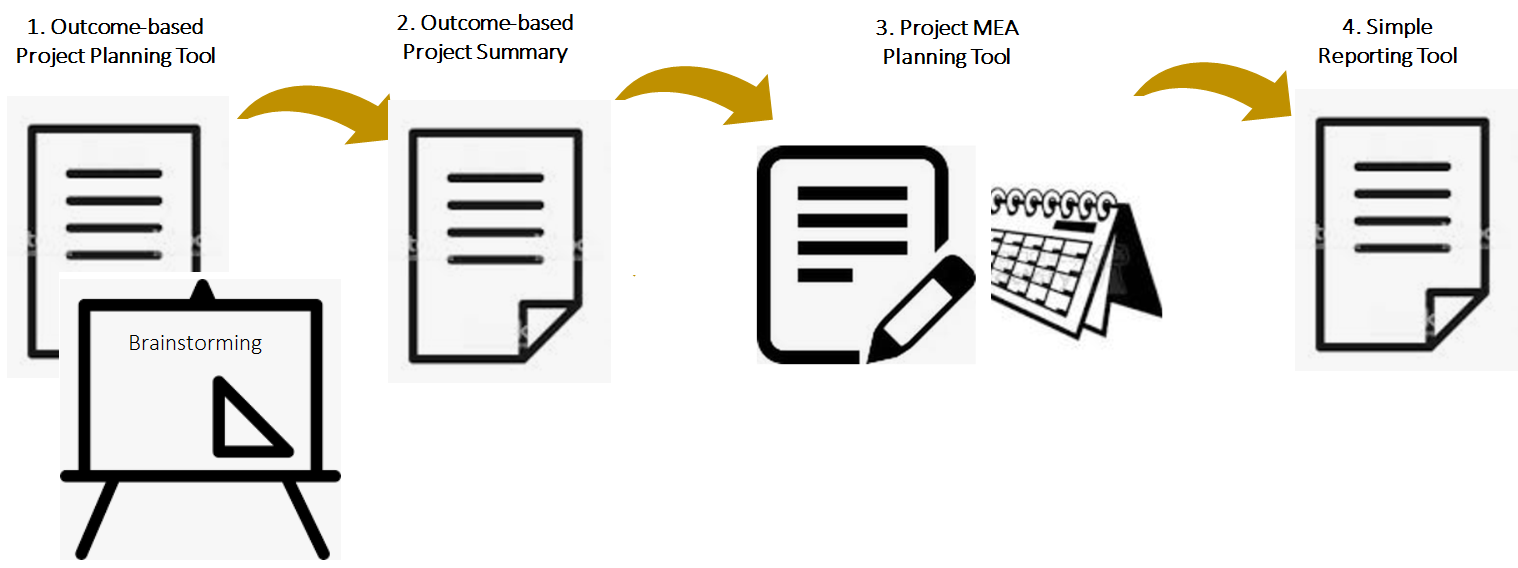 1. Outcome-based
Project Planning Tool
2. Outcome-based
Project Summary
3. Project MEA
Planning Tool
4. Simple
Reporting Tool
Brainstorming